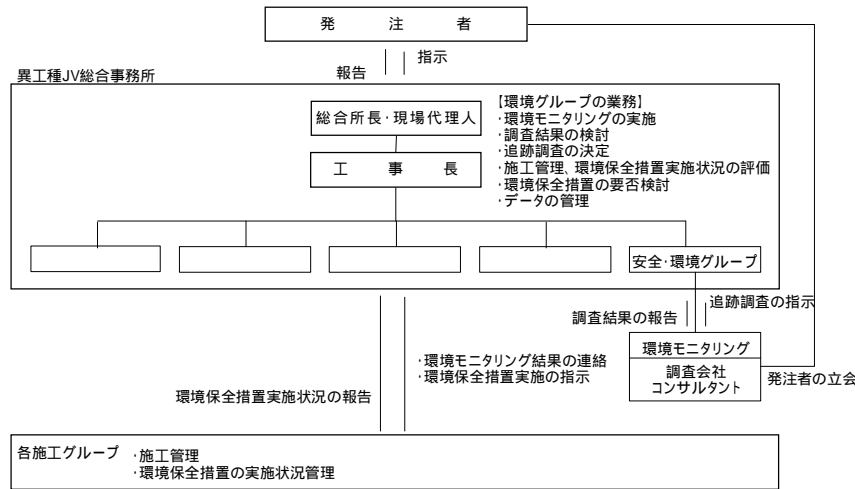 発注者
報告
指示
異工種JV総合事務所
総合所長・現場代理人
工事長
【環境グループの業務】
・環境モニタリングの実施
・調査結果の検討
・追跡調査の決定
・施工管理、環境保全措置実施状況の評価
・環境保全措置の要否検討
・データの管理
安全・環境グループ
調査結果の報告
追跡調査の指示
環境モニタリング
調査会社
コンサルタント
発注者の立会
環境保全措置実施状況の報告
・環境モニタリング結果の連絡
・環境保全措置実施の指示
各施工グループ
・施工管理
・環境保全措置の実施状況管理